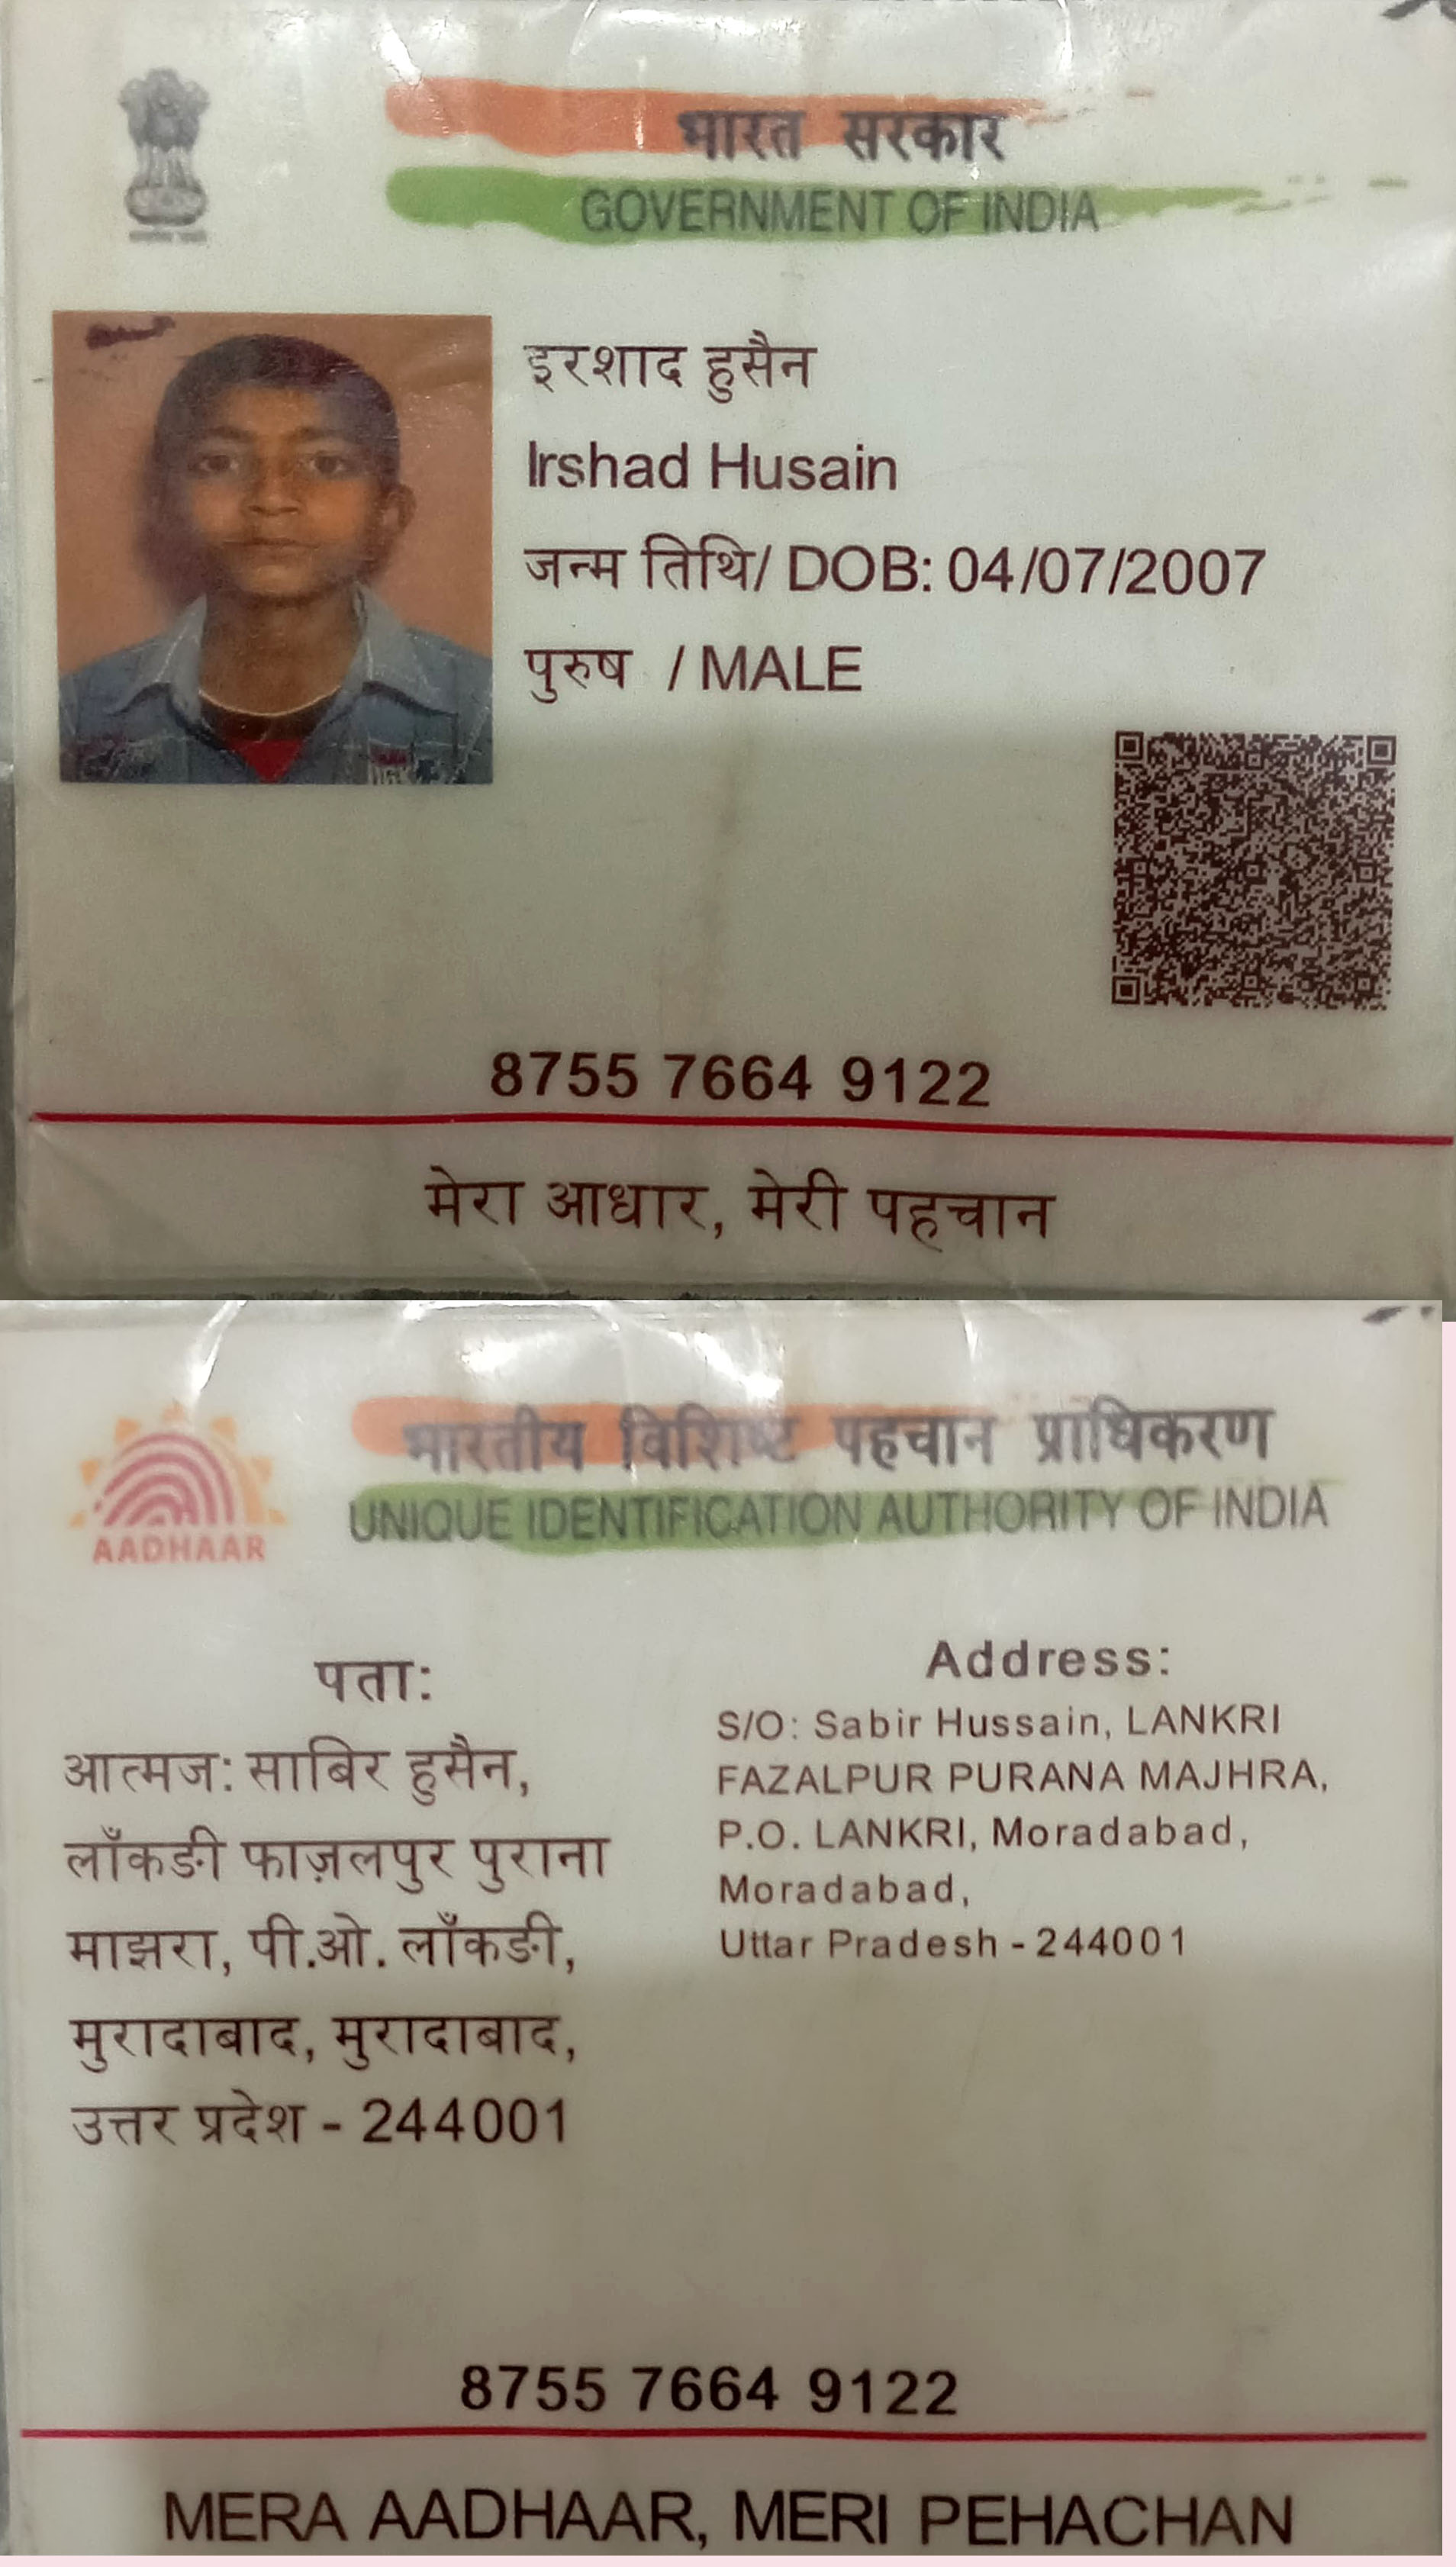 भारत सरकार
GOVERNMENT OF INDIA
इरशाद हुसैन
Irshad Husain
जन्म तिथि/ DOB: 04/07/2007
पुरुष / MALE
8755 7664 9122
मेरा आधार, मेरी पहचान
भारतीय विशिष्ट पहचान प्राधिकरण
UNIQUE IDENTIFICATION AUTHORITY OF INDIA
AADHAAR
पता:
आत्मज: साबिर हुसैन,
लाँकङी फाज़लपुर पुराना
माझरा, पी.ओ. लाँकङी,
मुरादाबाद, मुरादाबाद,
उत्तर प्रदेश - 244001
Address:
S/O: Sabir Hussain, LANKRI
FAZALPUR PURANA MAJHRA,
P.O. LANKRI, Moradabad,
Moradabad,
Uttar Pradesh - 244001
8755 7664 9122
MERA AADHAAR, MERI PEHACHAN